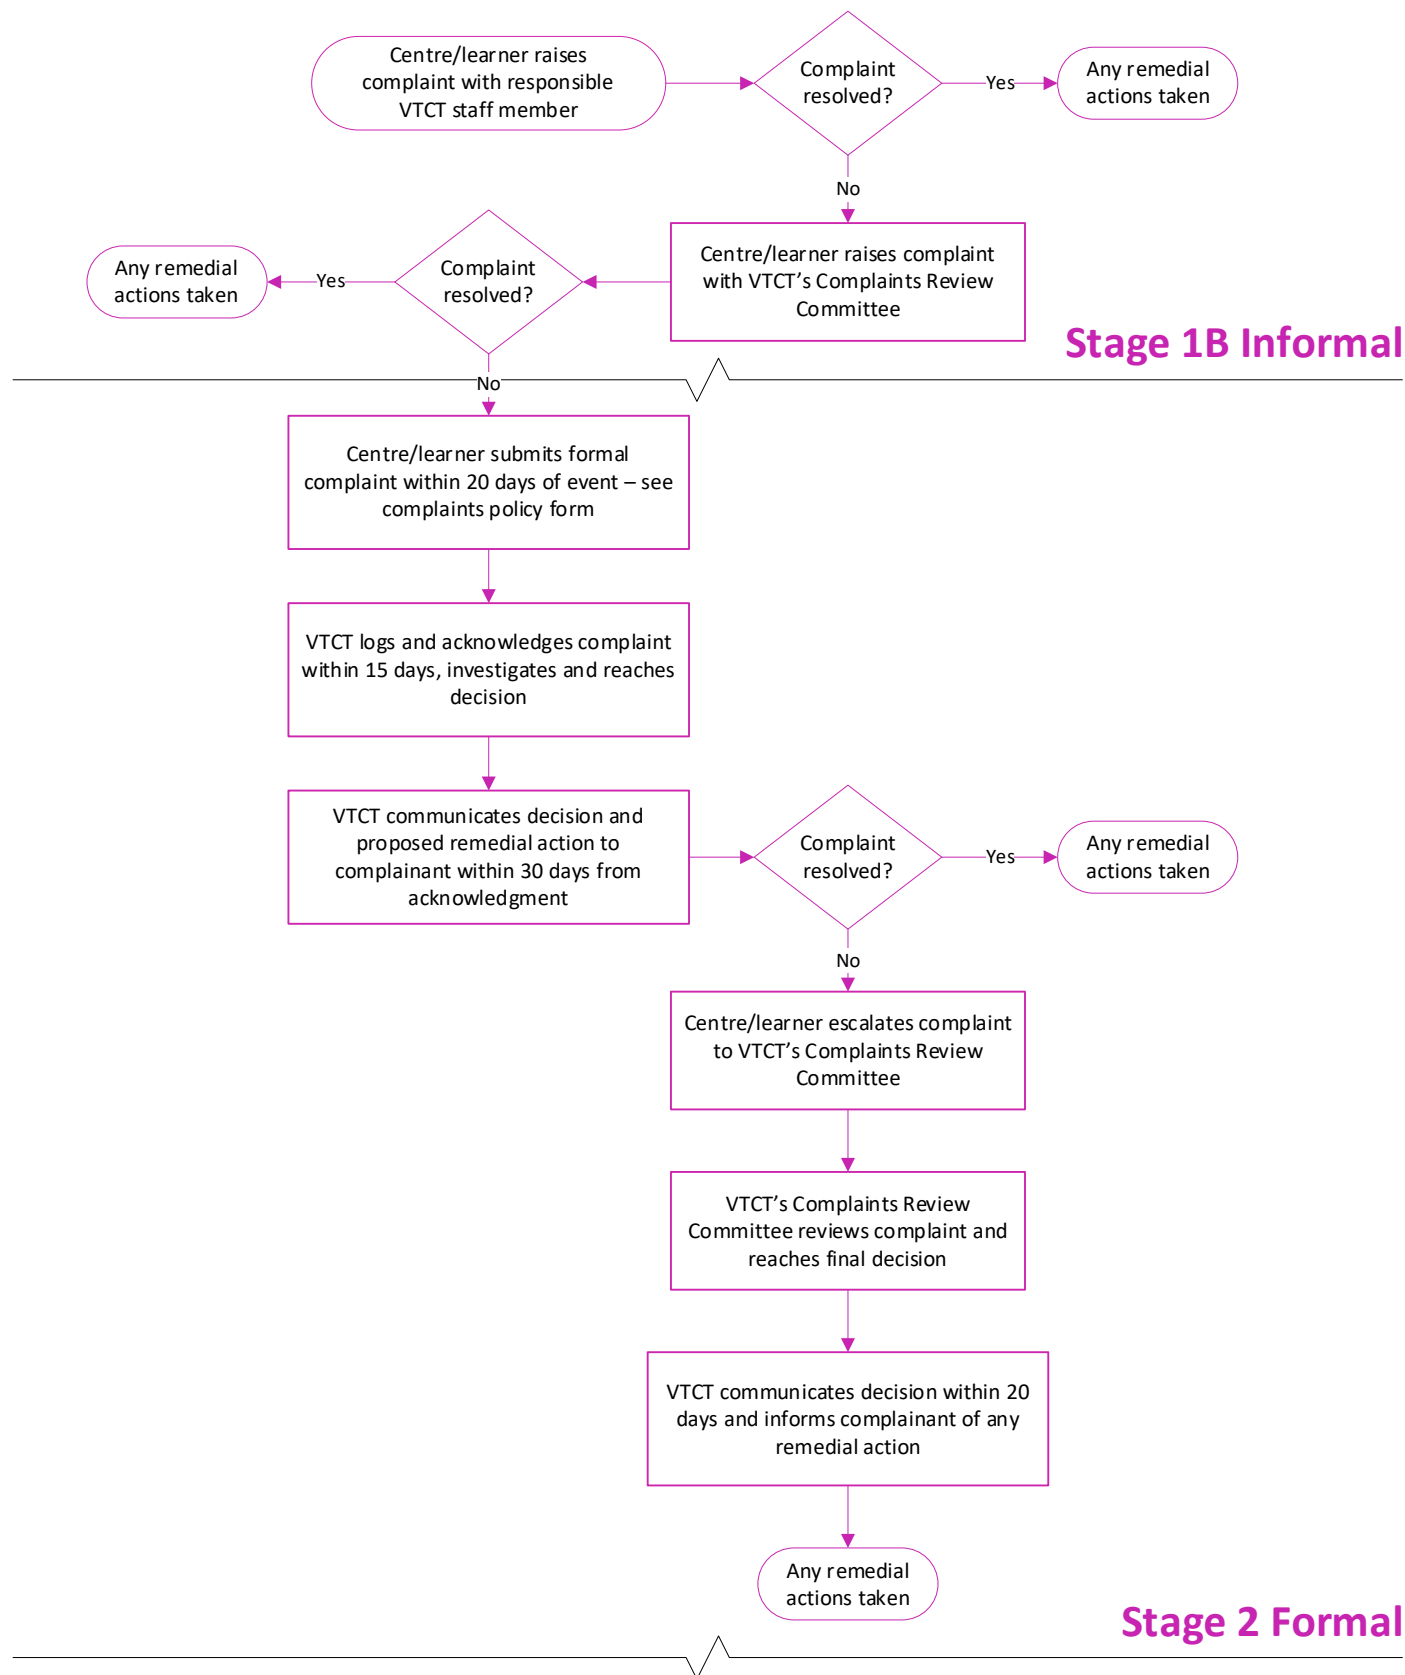 Centre/learner raises
complaint with responsible
VTCT staff member
Complaint
resolved?
Yes
Any remedial
actions taken
No
Centre/learner raises complaint
with VTCT’s Complaints Review
Committee
Complaint
resolved?
Yes
Any remedial
actions taken
Stage 1B Informal
No
Centre/learner submits formal
complaint within 20 days of event – see
complaints policy form
VTCT logs and acknowledges complaint
within 15 days, investigates and reaches
decision
VTCT communicates decision and
proposed remedial action to
complainant within 30 days from
acknowledgment
Complaint
resolved?
Yes
Any remedial
actions taken
No
Centre/learner escalates complaint
to VTCT’s Complaints Review
Committee
VTCT’s Complaints Review
Committee reviews complaint and
reaches final decision
VTCT communicates decision within 20
days and informs complainant of any
remedial action
Any remedial
actions taken
Stage 2 Formal